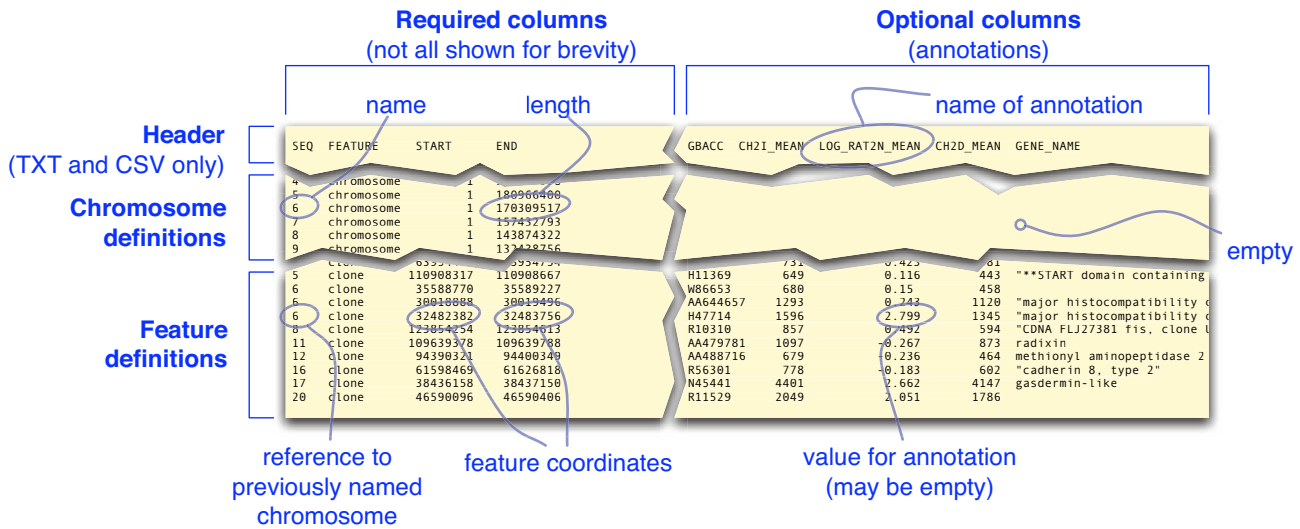 Required columns
(not all shown for brevity)
Optional columns
(annotations)
name
length
name of annotation
Header
(TXT and CSV only)
SEQ FEATURE START END GBACC CH2I_MEAN LOG_RAT2N_MEAN CH2D_MEAN GENE_NAME
Chromosome
definitions
4 chromosome 1
5 chromosome 1 180966400
6 chromosome 1 170309517
7 chromosome 1 157432793
8 chromosome 1 143874322
9 chromosome 1 132438756
empty
Feature
definitions
clone 731 0.423
5 clone 110908317 110908667 H11369 649 0.116 443 "**START domain containing
6 clone 35588770 35589227 W86653 680 0.15 458
6 clone 30018888 30019496 AA644657 1293 0.243 1120 "major histocompatibility
6 clone 32482382 32483756 H47714 1596 2.799 1345 "major histocompatibility
8 clone 123854254 123854613 R10310 857 0.492 594 "CDNA FLJ27381 fis, clone
11 clone 109639378 109639788 AA479781 1097 -0.267 873 radixin
12 clone 94390321 94400349 AA488716 679 -0.236 464 methionyl aminopeptidase 2
16 clone 61598469 61626818 R56301 778 -0.183 602 "cadherin 8, type 2"
17 clone 38436158 38437150 N45441 4401 2.662 4147 gasdermin-like
20 clone 46590096 46590406 R11529 2049 2.051 1786
reference to
previously named
chromosome
feature coordinates
value for annotation
(may be empty)